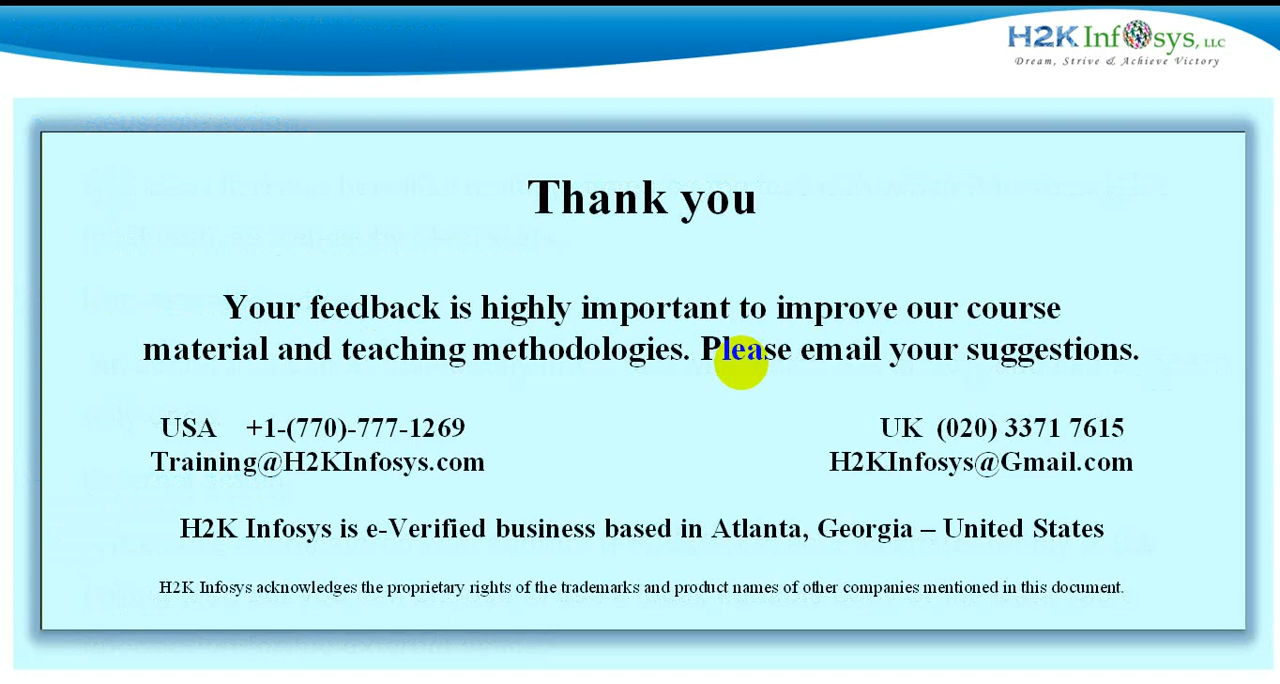 H2K Infosys, LLC
Dream, Strive & Achieve Victory
Thank you
Your feedback is highly important to improve our course
material and teaching methodologies. Please email your suggestions.
USA +1-(770)-777-1269 UK (020) 3371 7615
Training@H2KInfosys.com H2KInfosys@Gmail.com
H2K Infosys is e-Verified business based in Atlanta, Georgia – United States
H2K Infosys acknowledges the proprietary rights of the trademarks and product names of other companies mentioned in this document.